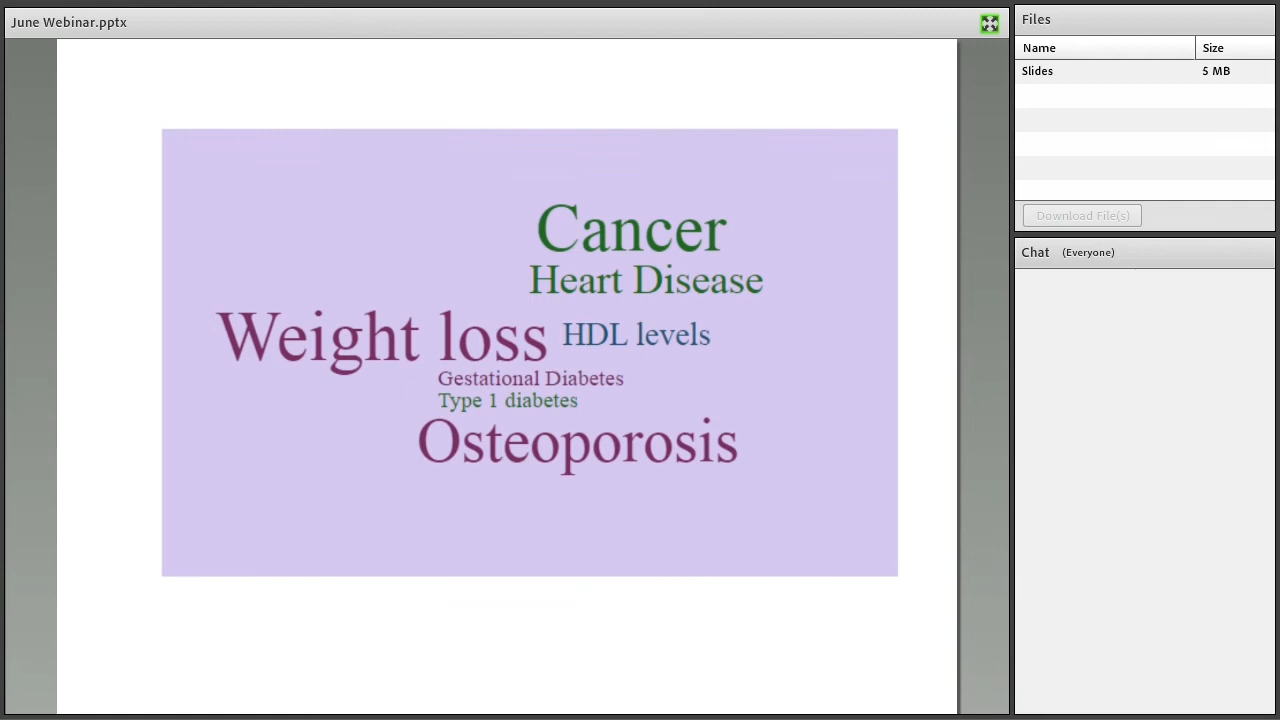 June Webinar.pptx
Cancer
Heart Disease
Weight loss
HDL levels
Gestational Diabetes
Type 1 diabetes
Osteoporosis
Files
Name Size
Slides 5 MB
Download File(s)
Chat (Everyone)